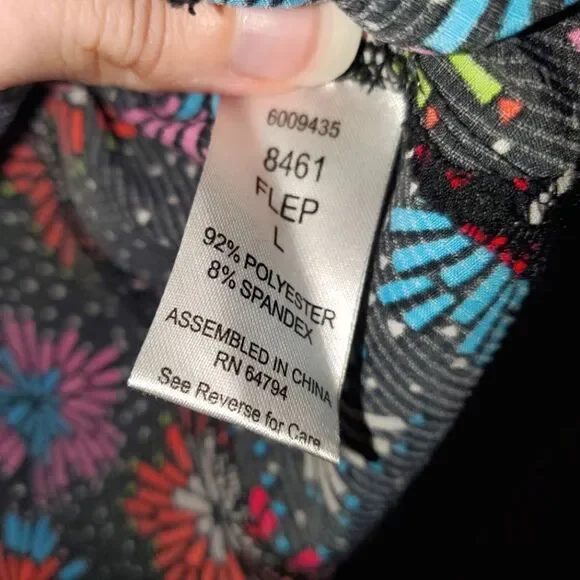 6009435
8461
FLEP
L
92% POLYESTER
8% SPANDEX
ASSEMBLED IN CHINA
RN 64794
See Reverse for Care